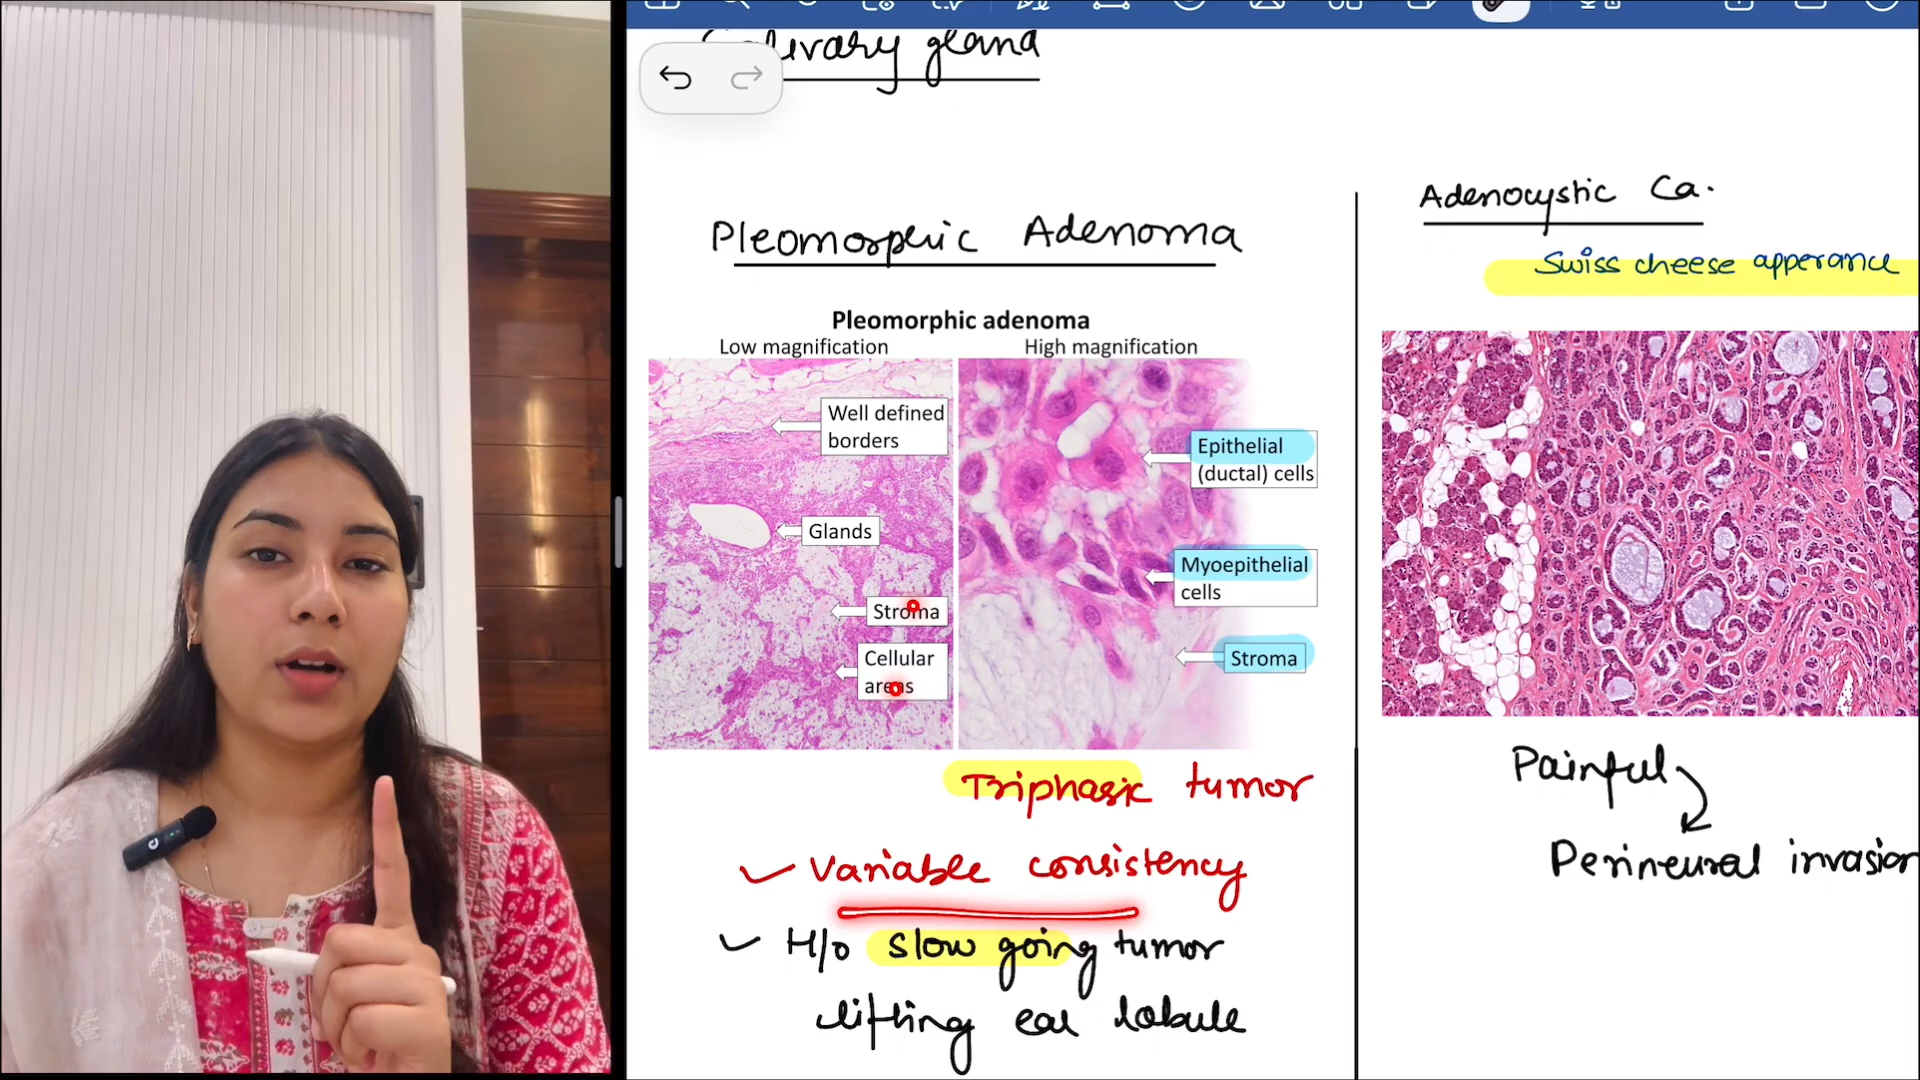 gland
Pleomorphic Adenoma
Pleomorphic adenoma
Low magnification
High magnification
Well defined
borders
Glands
Stroma
Cellular
areas
Epithelial
(ductal) cells
Myoepithelial
cells
Stroma
Triphasic tumor
Variable consistency
H/o slow going tumor
lifting ear lobule
Adenocystic Ca.
Swiss cheese apperance
Painful
Perineural invasion